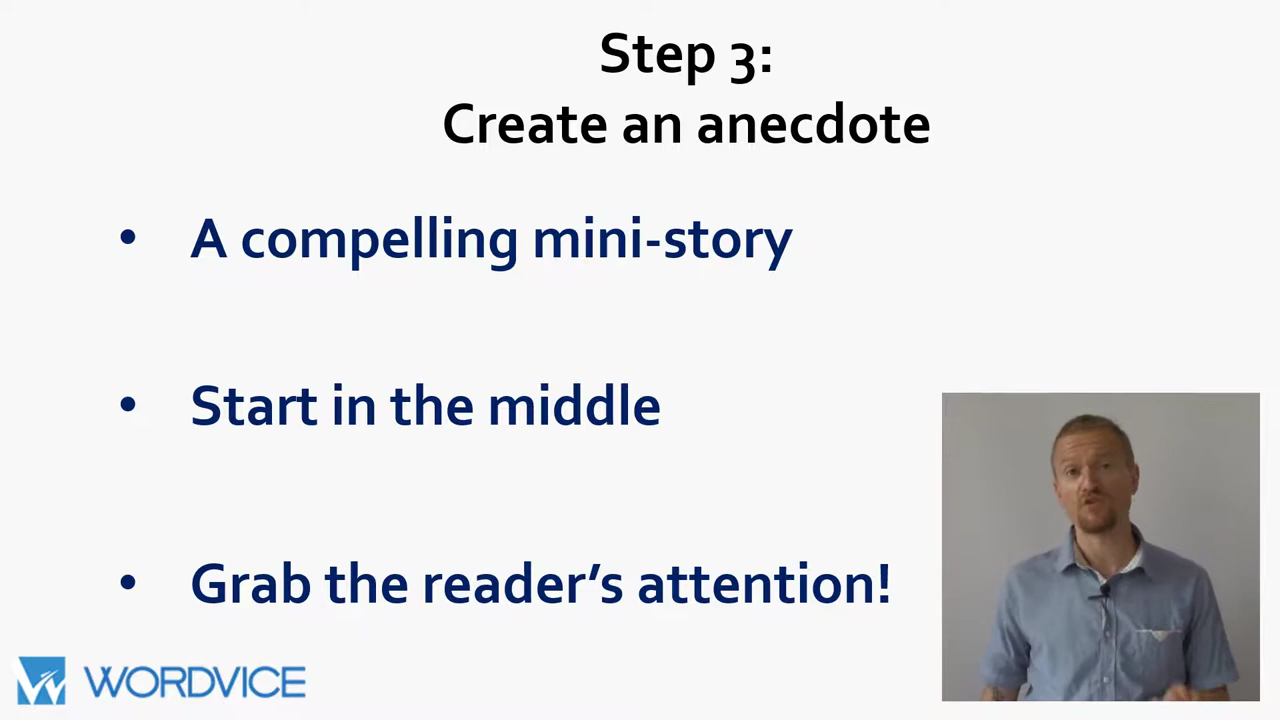 Step 3:
Create an anecdote
• A compelling mini-story
• Start in the middle
• Grab the reader’s attention!
WORDVICE